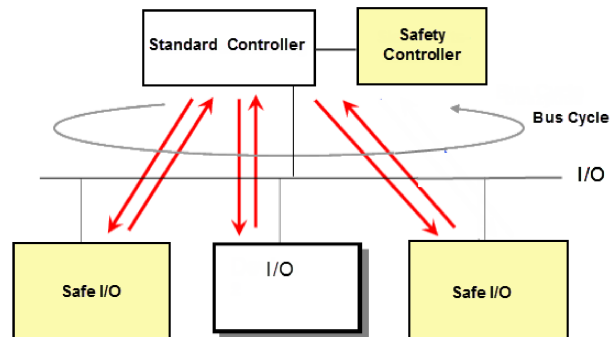 Standard Controller
Safety
Controller
Bus Cycle
I/O
Safe I/O
I/O
Safe I/O